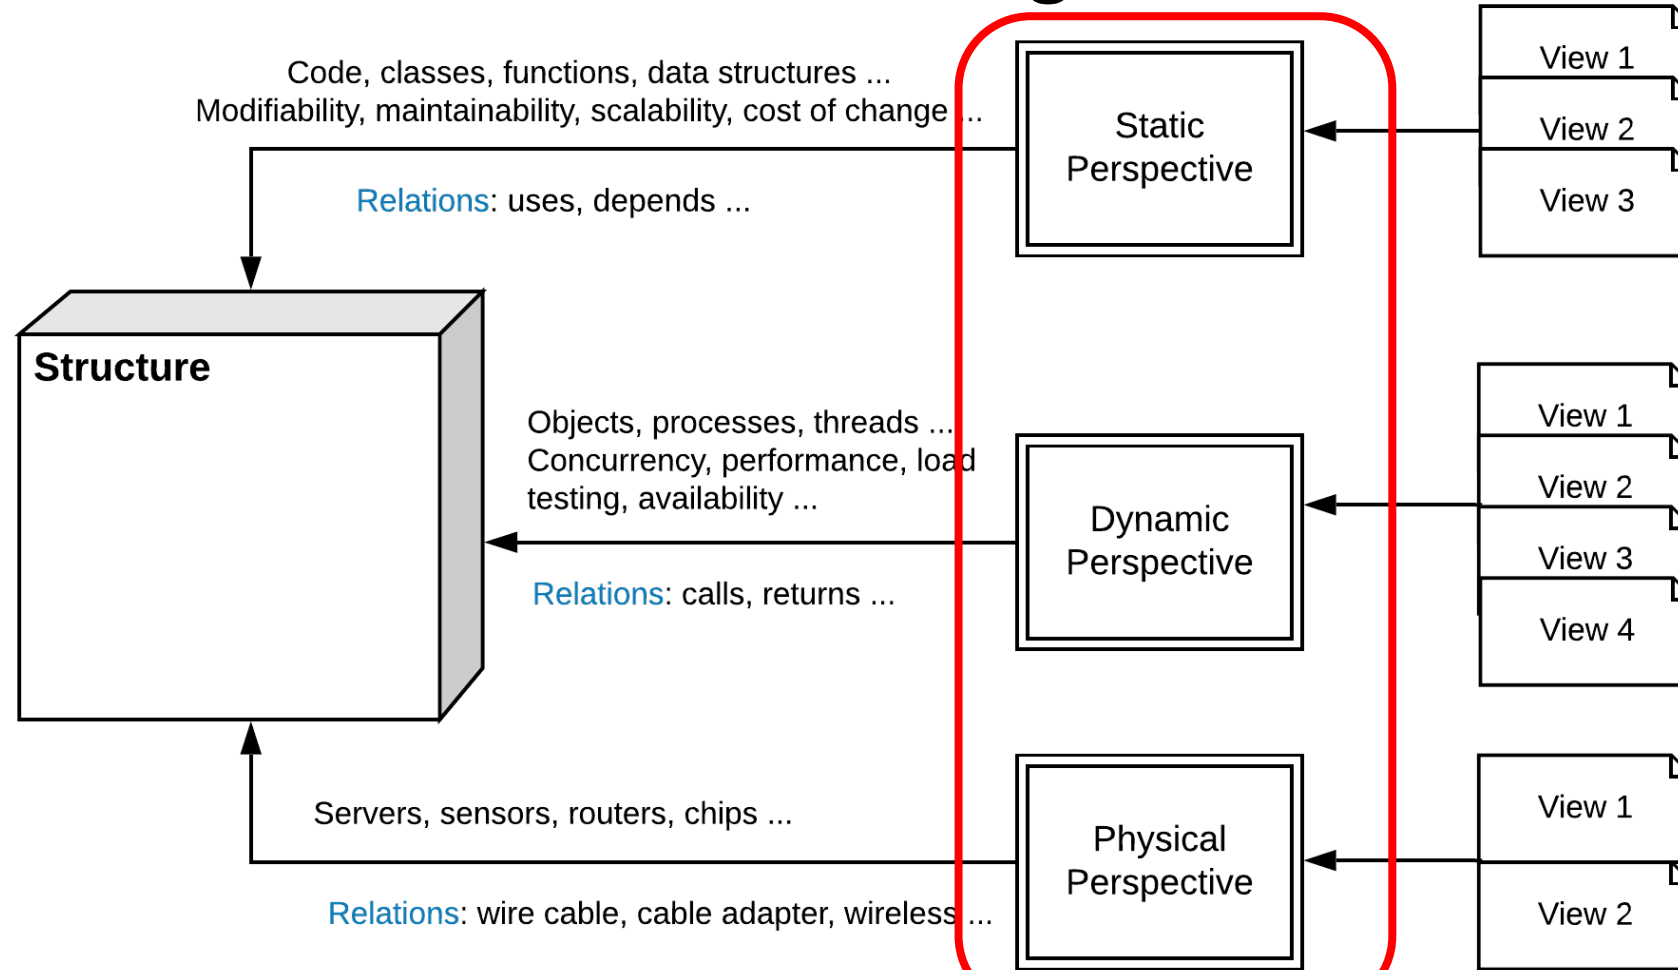 Code, classes, functions, data structures ...
Modifiability, maintainability, scalability, cost of change ...
Relations: uses, depends ...
Static
Perspective
View 1
View 2
View 3
Structure
Objects, processes, threads ...
Concurrency, performance, load
testing, availability ...
Relations: calls, returns ...
Dynamic
Perspective
View 1
View 2
View 3
View 4
Servers, sensors, routers, chips ...
Relations: wire cable, cable adapter, wireless ...
Physical
Perspective
View 1
View 2